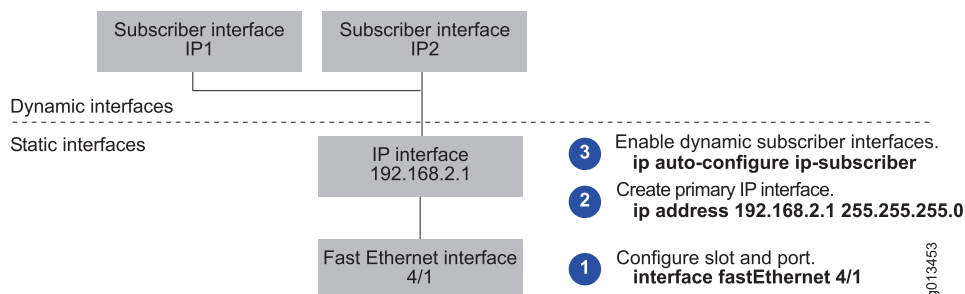 Subscriber interface
IP1
Subscriber interface
IP2
Dynamic interfaces
Static interfaces
IP interface
192.168.2.1
3
Enable dynamic subscriber interfaces.
ip auto-configure ip-subscriber
2
Create primary IP interface.
ip address 192.168.2.1 255.255.255.0
Fast Ethernet interface
4/1
1
Configure slot and port.
interface fastEthernet 4/1
g013453